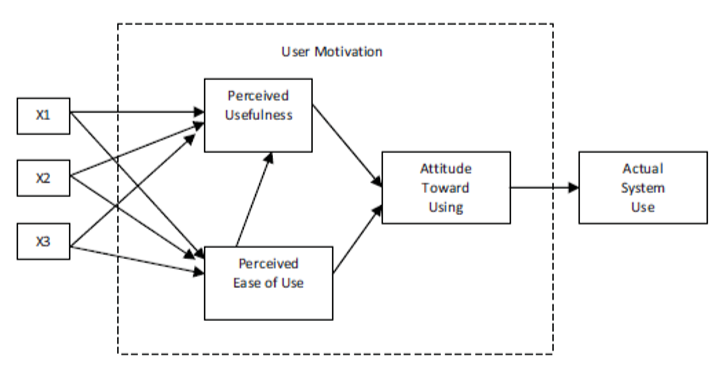 User Motivation
X1
X2
X3
Perceived
Usefulness
Perceived
Ease of Use
Attitude
Toward
Using
Actual
System
Use